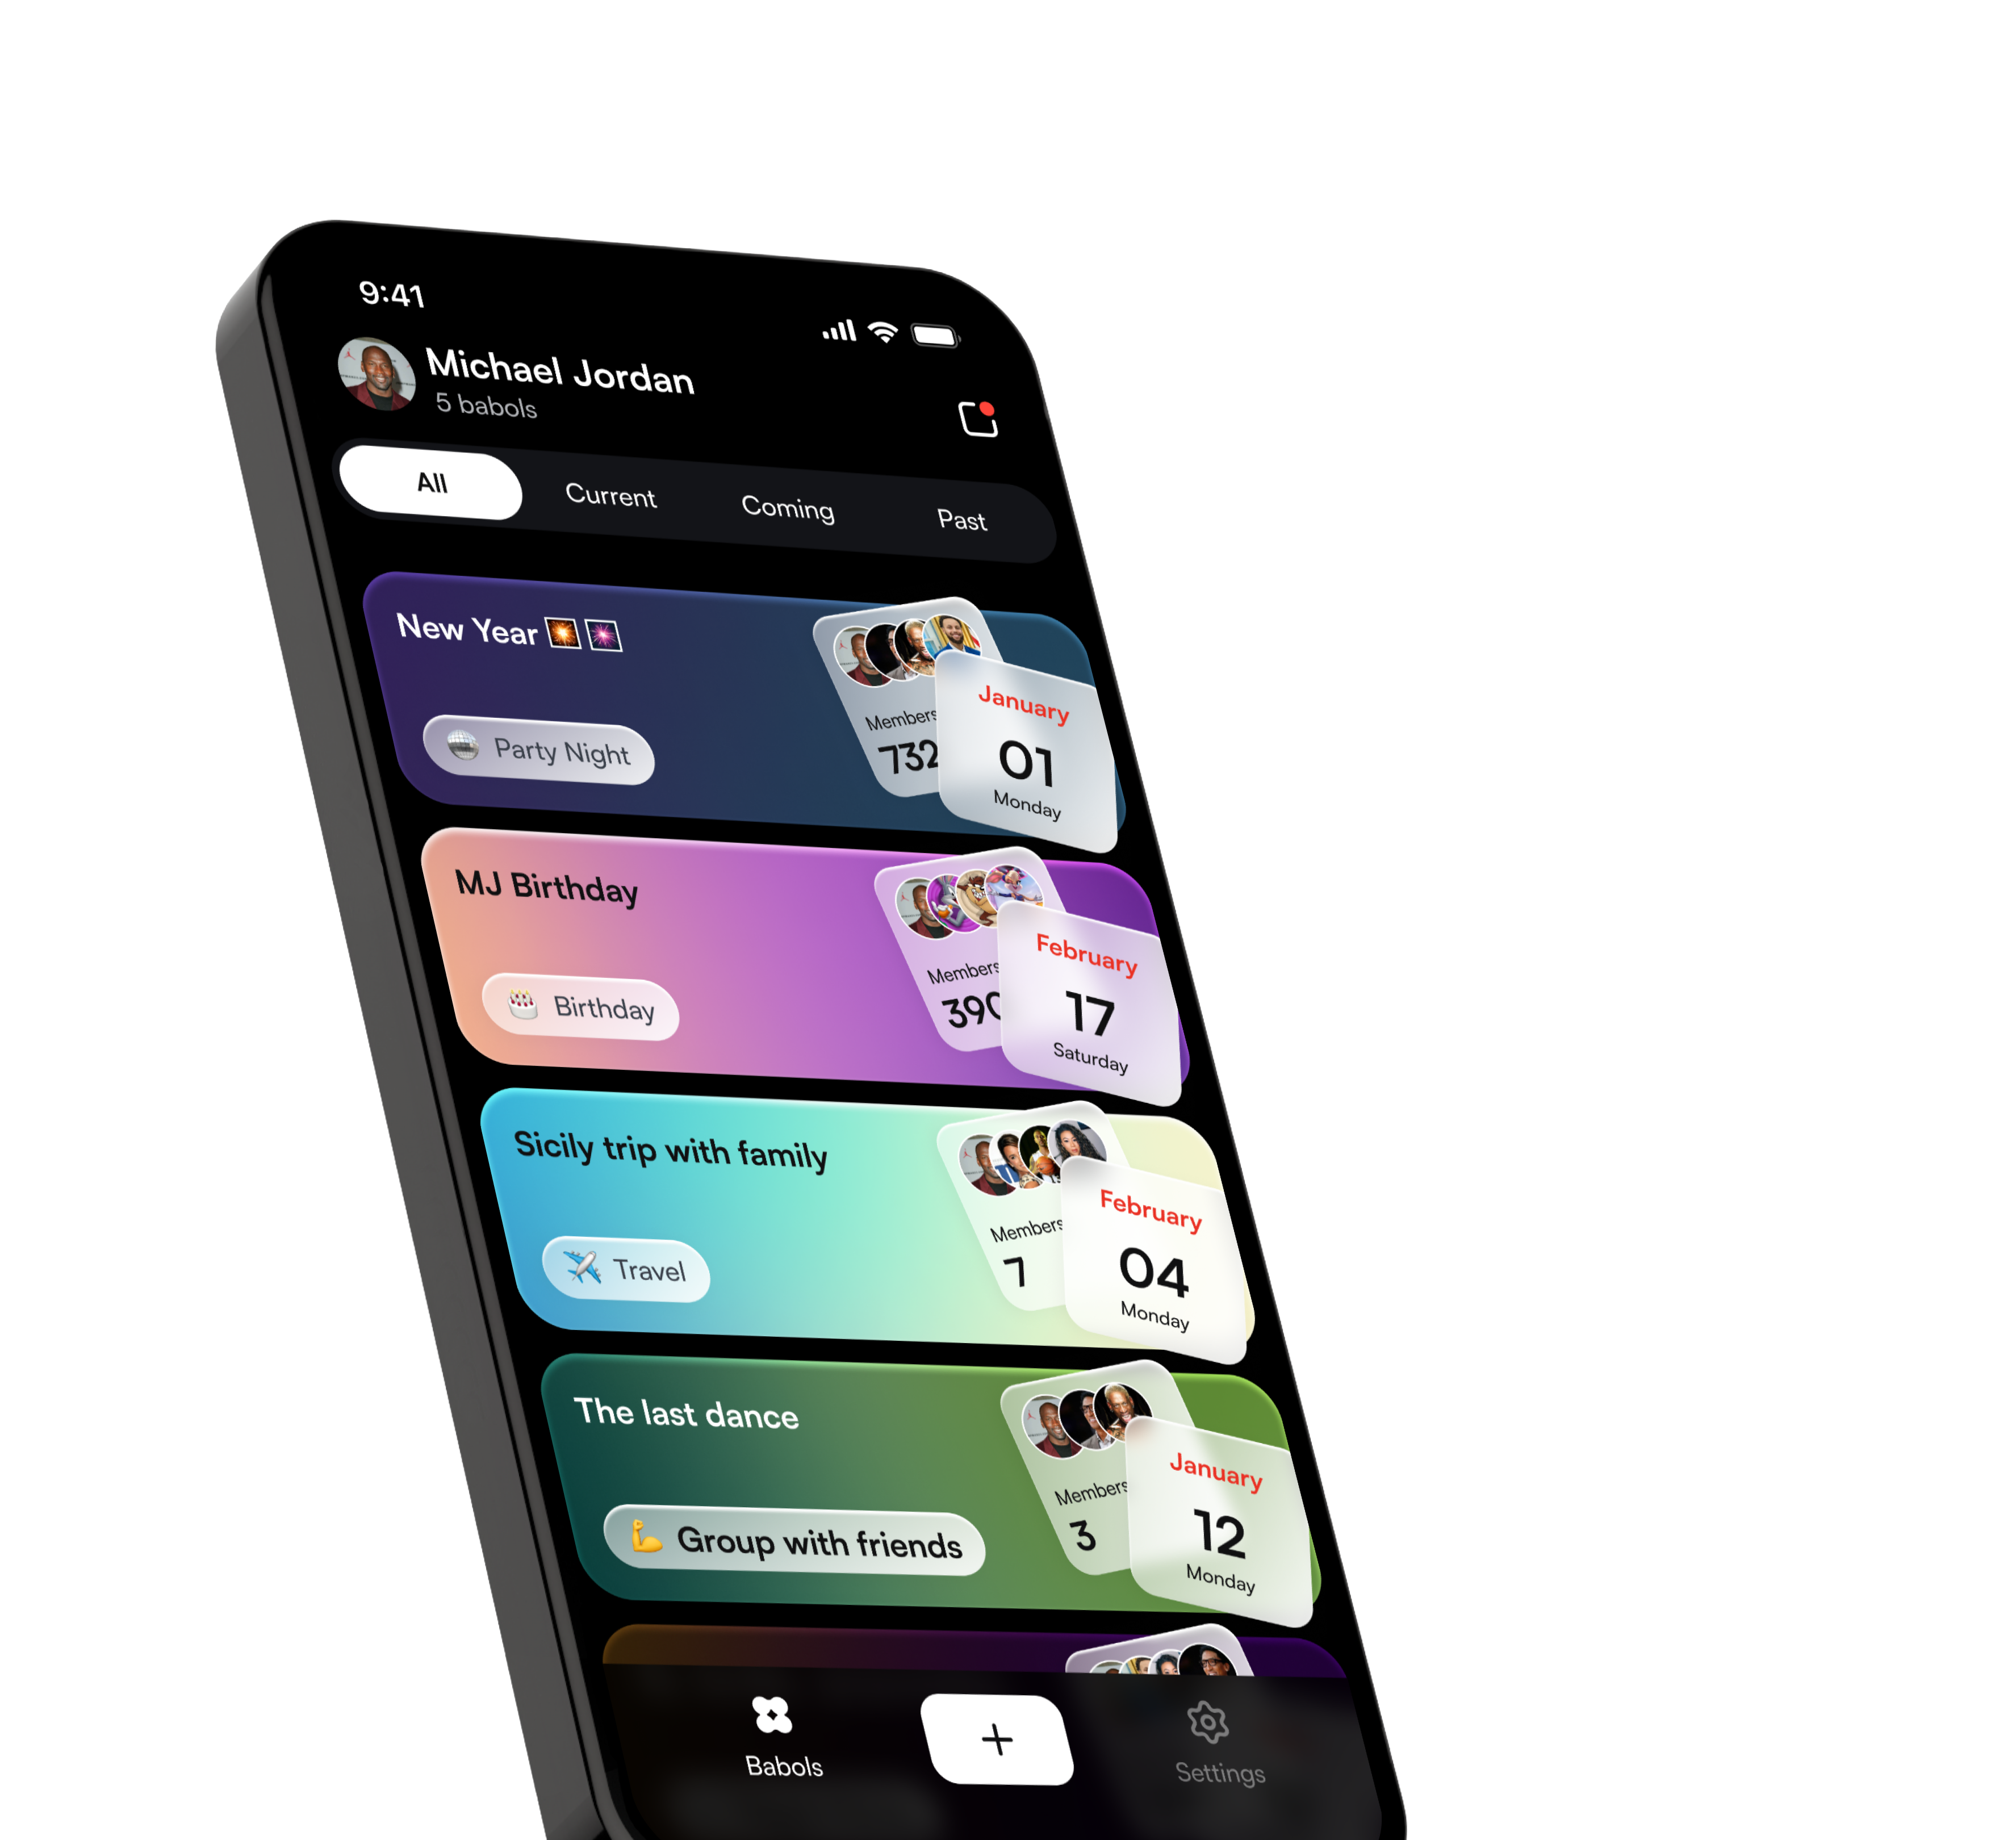 9:41
Michael Jordan
5 babols
All
Current
Coming
Past
New Year
Party Night
Members
732
January
01
Monday
MJ Birthday
Birthday
Members
390
February
17
Saturday
Sicily trip with family
Travel
Members
7
February
04
Monday
The last dance
Group with friends
Members
3
January
12
Monday
Babols
+
Settings